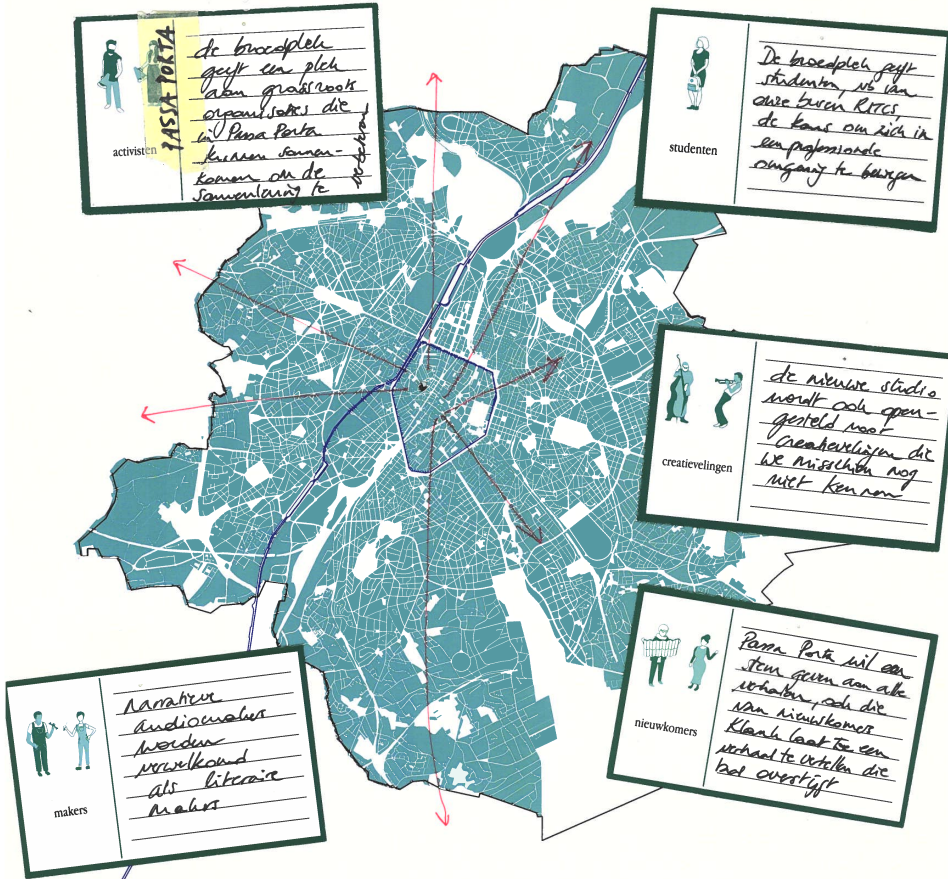 PASSA PORTA
activisten
de broedplek
geeft een plek
aan grassroots
organisaties die
in Passa Porta
kunnen samen-
komen om de
samenleving te
studenten
De broedplek geeft
studenten, van
onze buren RITCS,
de kans om zich in
een professionele
omgeving te bewegen
creatievelingen
de nieuwe studio
wordt ook open-
gesteld voor
creatievelingen die
we misschien nog
niet kennen
nieuwkomers
Passa Porta wil een
stem geven aan alle
verhalen, ook die
van nieuwkomers
Klank laat toe een
verhaal te vertellen die
taal overstijgt
makers
narratieve
audiomakers
worden
verwelkomd
als literaire
makers